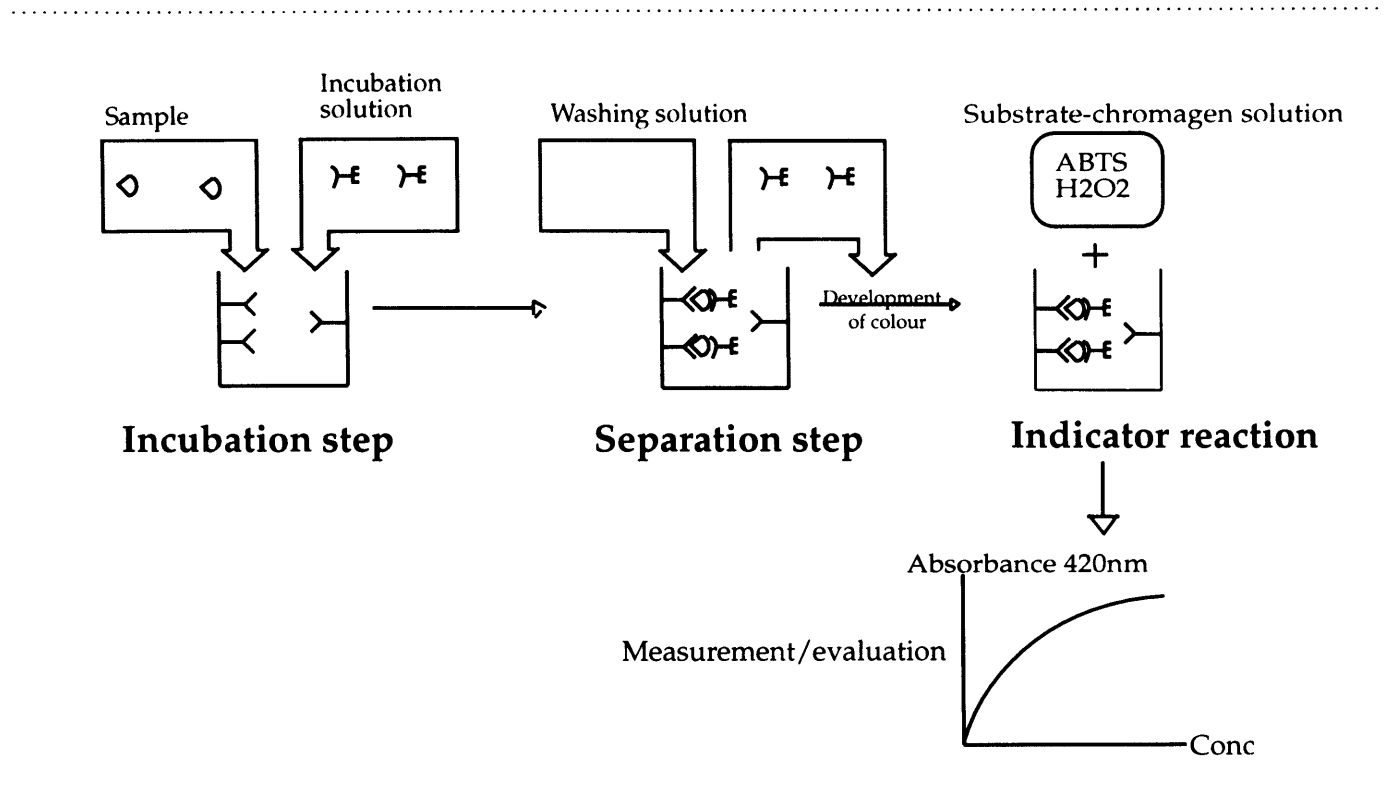 Sample
Incubation
solution
Washing solution
Substrate-chromagen solution
ABTS
H2O2
+
Development
of colour
Incubation step
Separation step
Indicator reaction
Absorbance 420nm
Measurement/evaluation
Conc